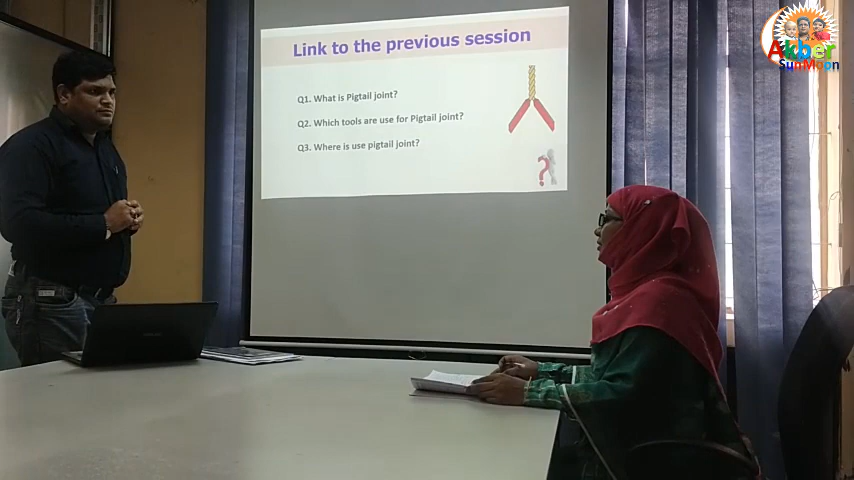 Link to the previous session
Q1. What is Pigtail joint?
Q2. Which tools are use for Pigtail joint?
Q3. Where is use pigtail joint?
Akber
SunMoon